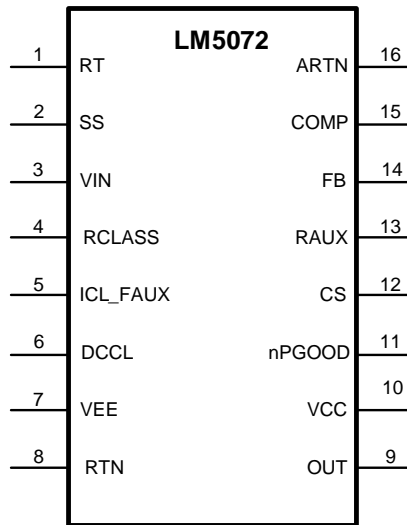 LM5072
1 RT ARTN 16
2 SS COMP 15
3 VIN FB 14
4 RCLASS RAUX 13
5 ICL_FAUX CS 12
6 DCCL nPGOOD 11
7 VEE VCC 10
8 RTN OUT 9